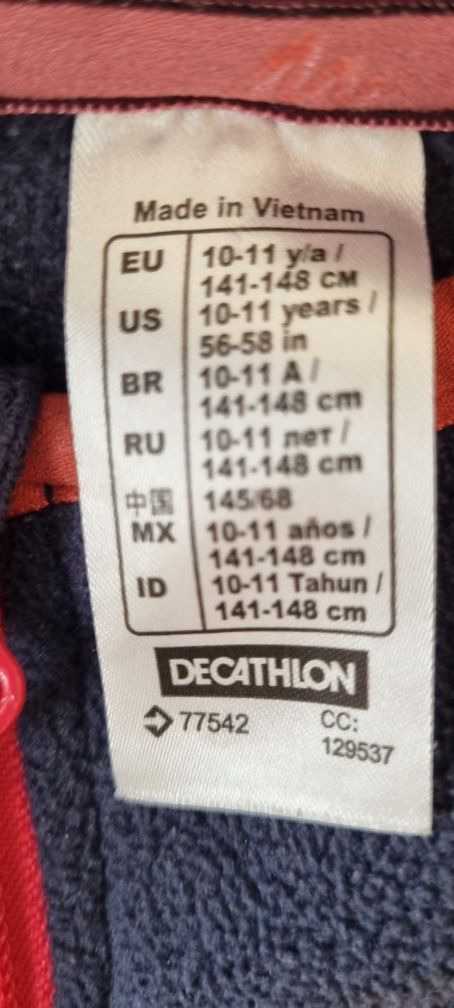 Made in Vietnam
EU 10-11 y/a /
141-148 CM
US 10-11 years /
56-58 in
BR 10-11 A /
141-148 cm
RU 10-11 лет /
141-148 cm
中国 145/68
MX 10-11 años /
141-148 cm
ID 10-11 Tahun /
141-148 cm
DECATHLON
77542 CC:
129537